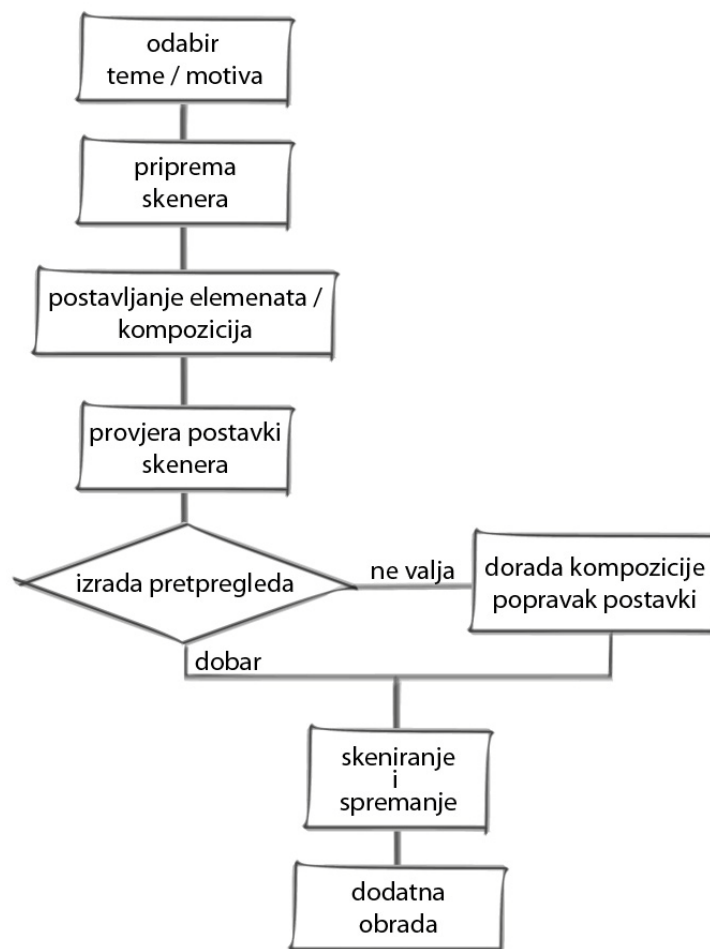 odabir
teme / motiva
priprema
skenera
postavljanje elemenata /
kompozicija
provjera postavki
skenera
izrada pretpregleda
ne valja
dorada kompozicije
popravak postavki
dobar
skeniranje
i
spremanje
dodatna
obrada